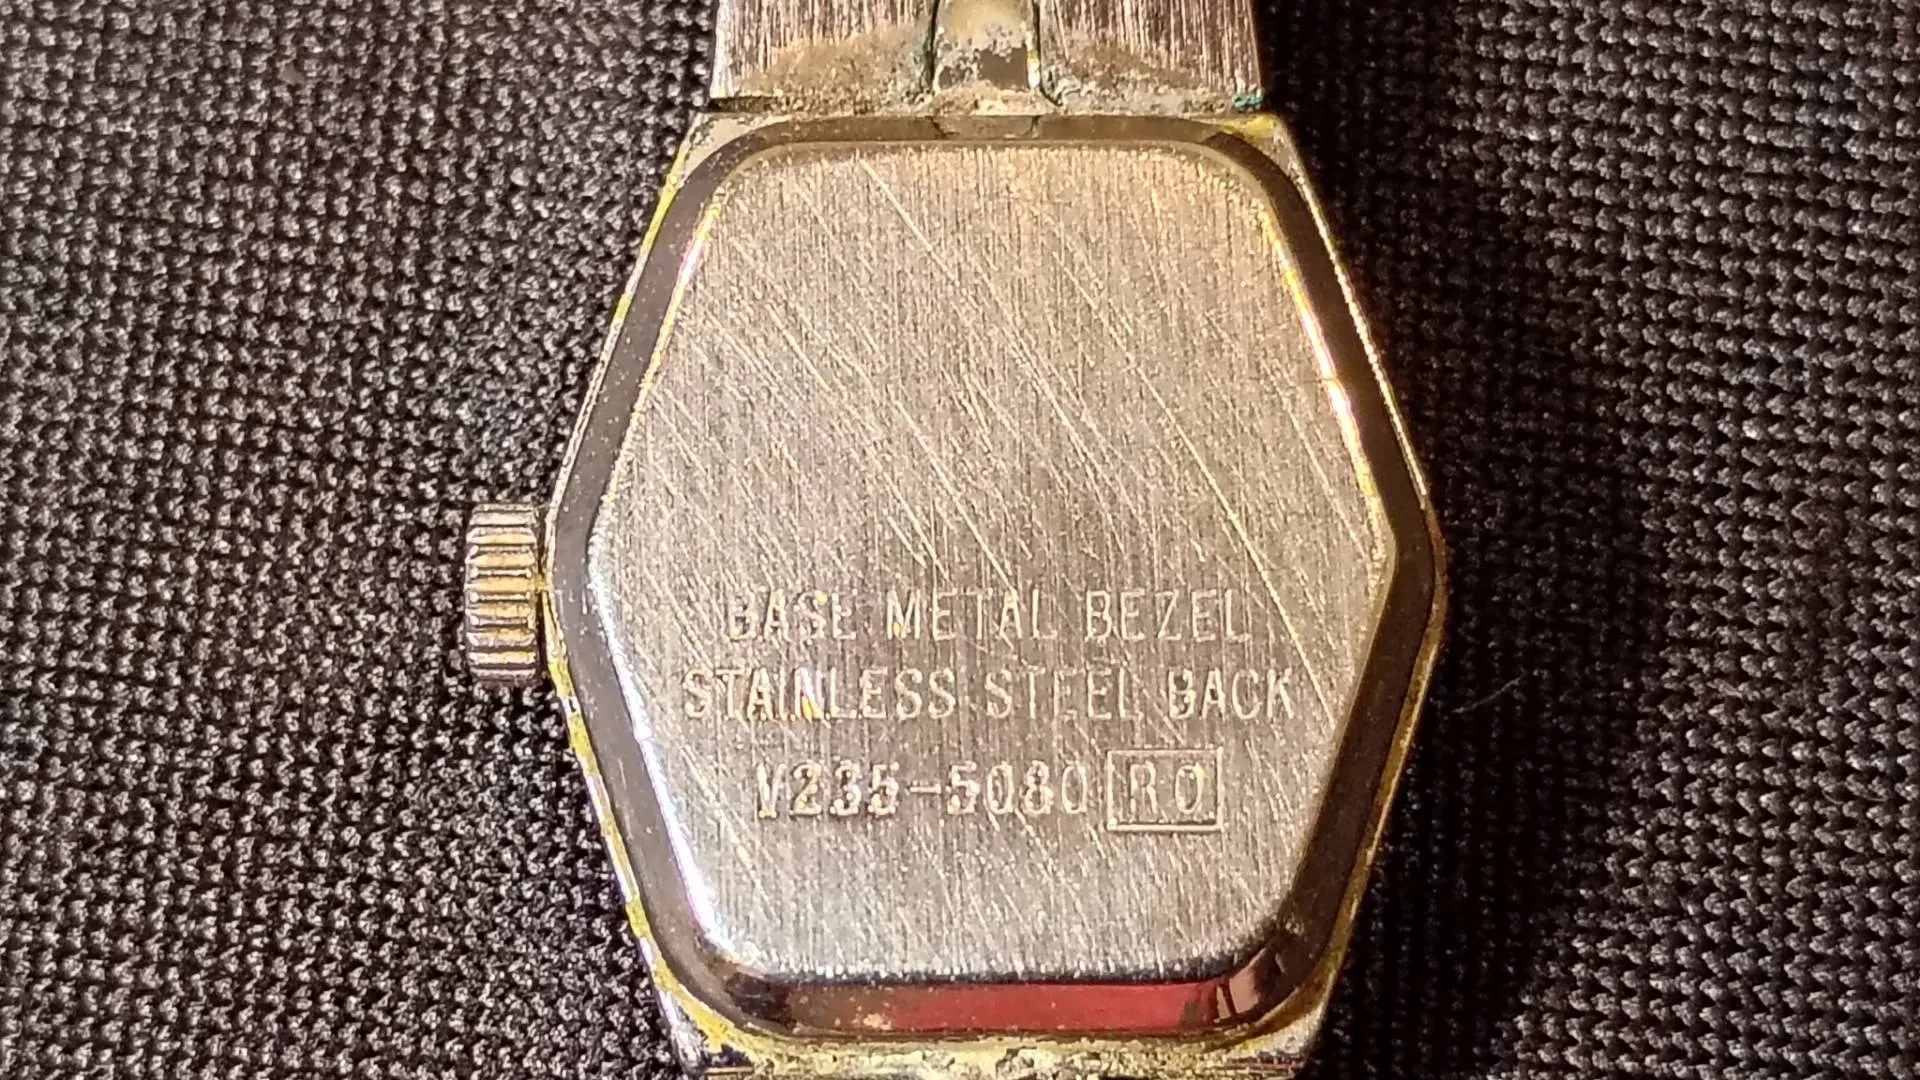 BASE METAL BEZEL
STAINLESS STEEL BACK
V235-5080 RO